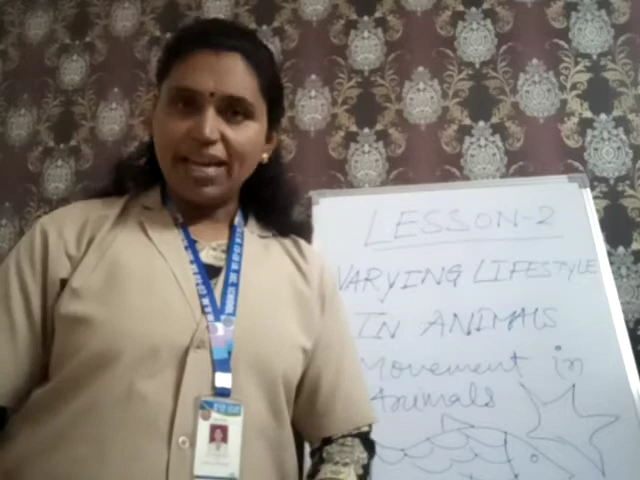 LESSON-2
VARYING LIFESTYLE
IN ANIMALS
Movement in
Animals